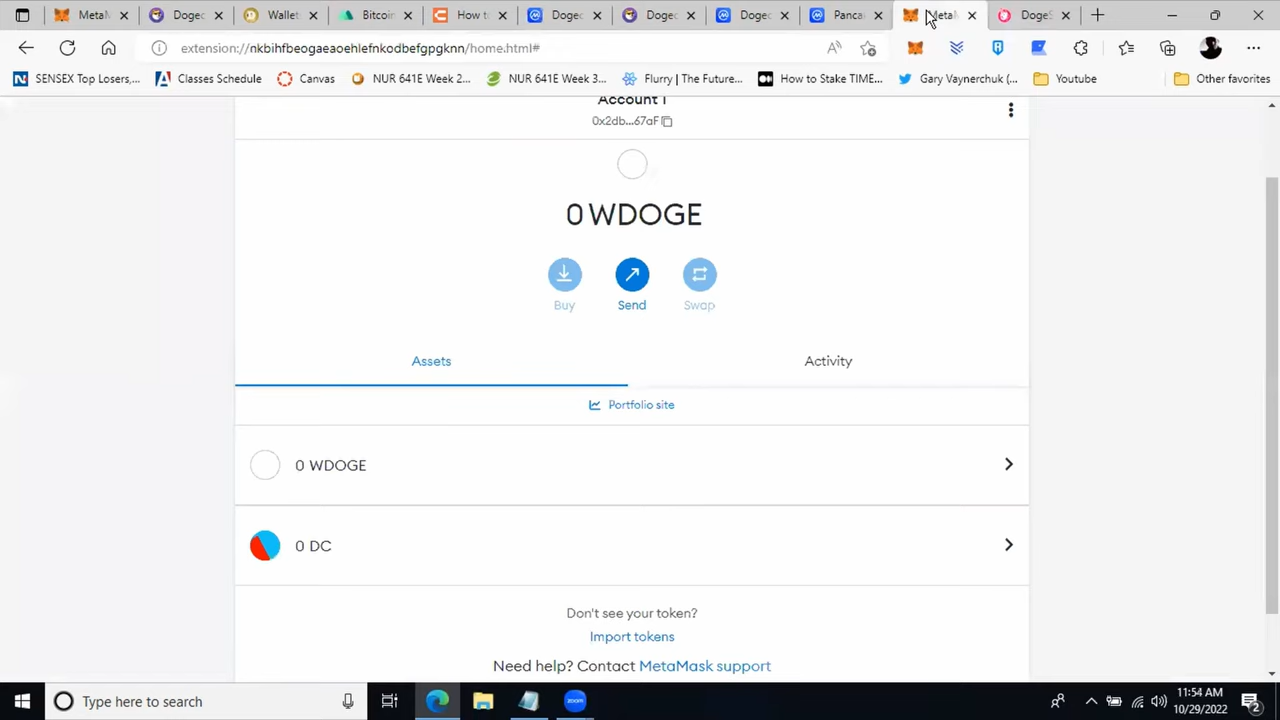 MetaM
Dogec
Wallet
Bitcoin
How t
Dogec
Dogec
Dogec
Panca
MetaM
DogeS
extension://nkbihfbeogaeaoehlefnkodbefgpgknn/home.html#
SENSEX Top Losers,...
Classes Schedule
Canvas
NUR 641E Week 2...
NUR 641E Week 3...
Flurry | The Future...
How to Stake TIME...
Gary Vaynerchuk (...
Youtube
Other favorites
Account 1
0x2db...67aF
0 WDOGE
Buy
Send
Swap
Assets
Activity
Portfolio site
0 WDOGE
0 DC
Don't see your token?
Import tokens
Need help? Contact MetaMask support
Type here to search
zoom
11:54 AM
10/29/2022
2